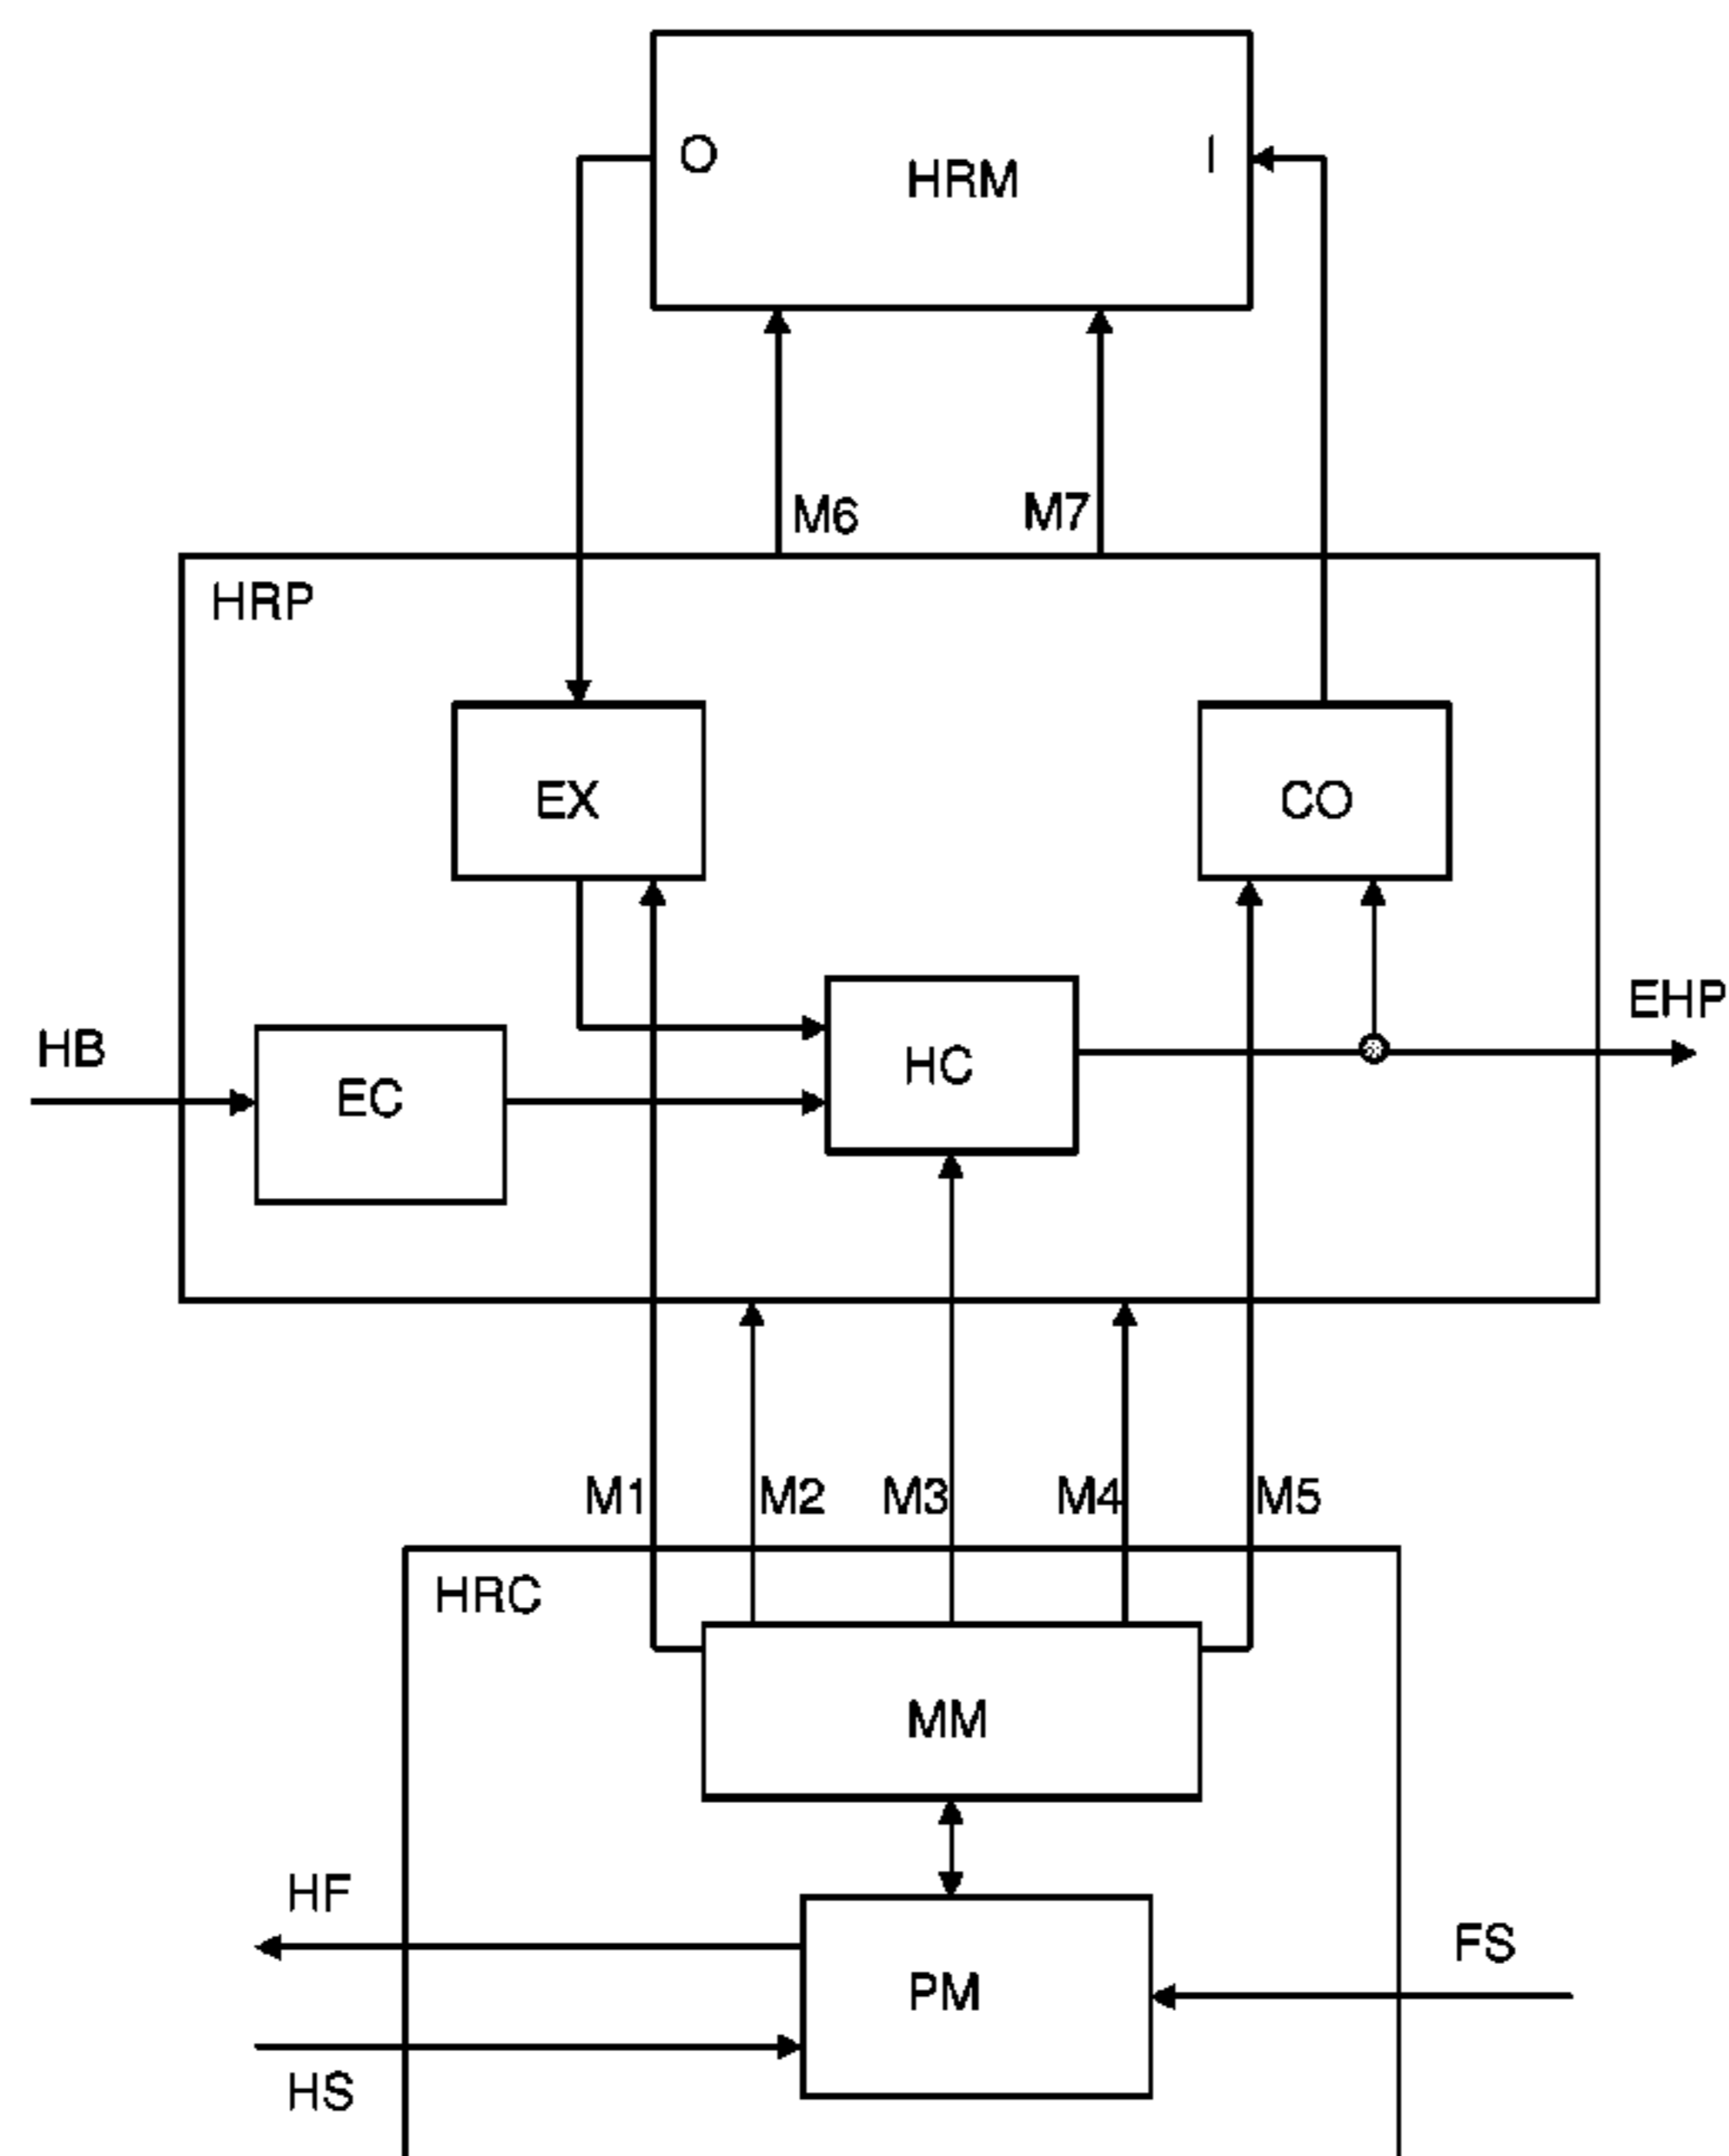 O HRM I
M6 M7
HRP
EX CO
HB EC HC EHP
M1 M2 M3 M4 M5
HRC
MM
HF
PM FS
HS